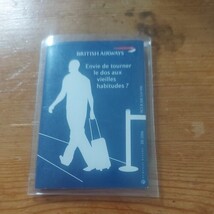 BRITISH AIRWAYS
Envie de tourner
le dos aux
vieilles
habitudes ?